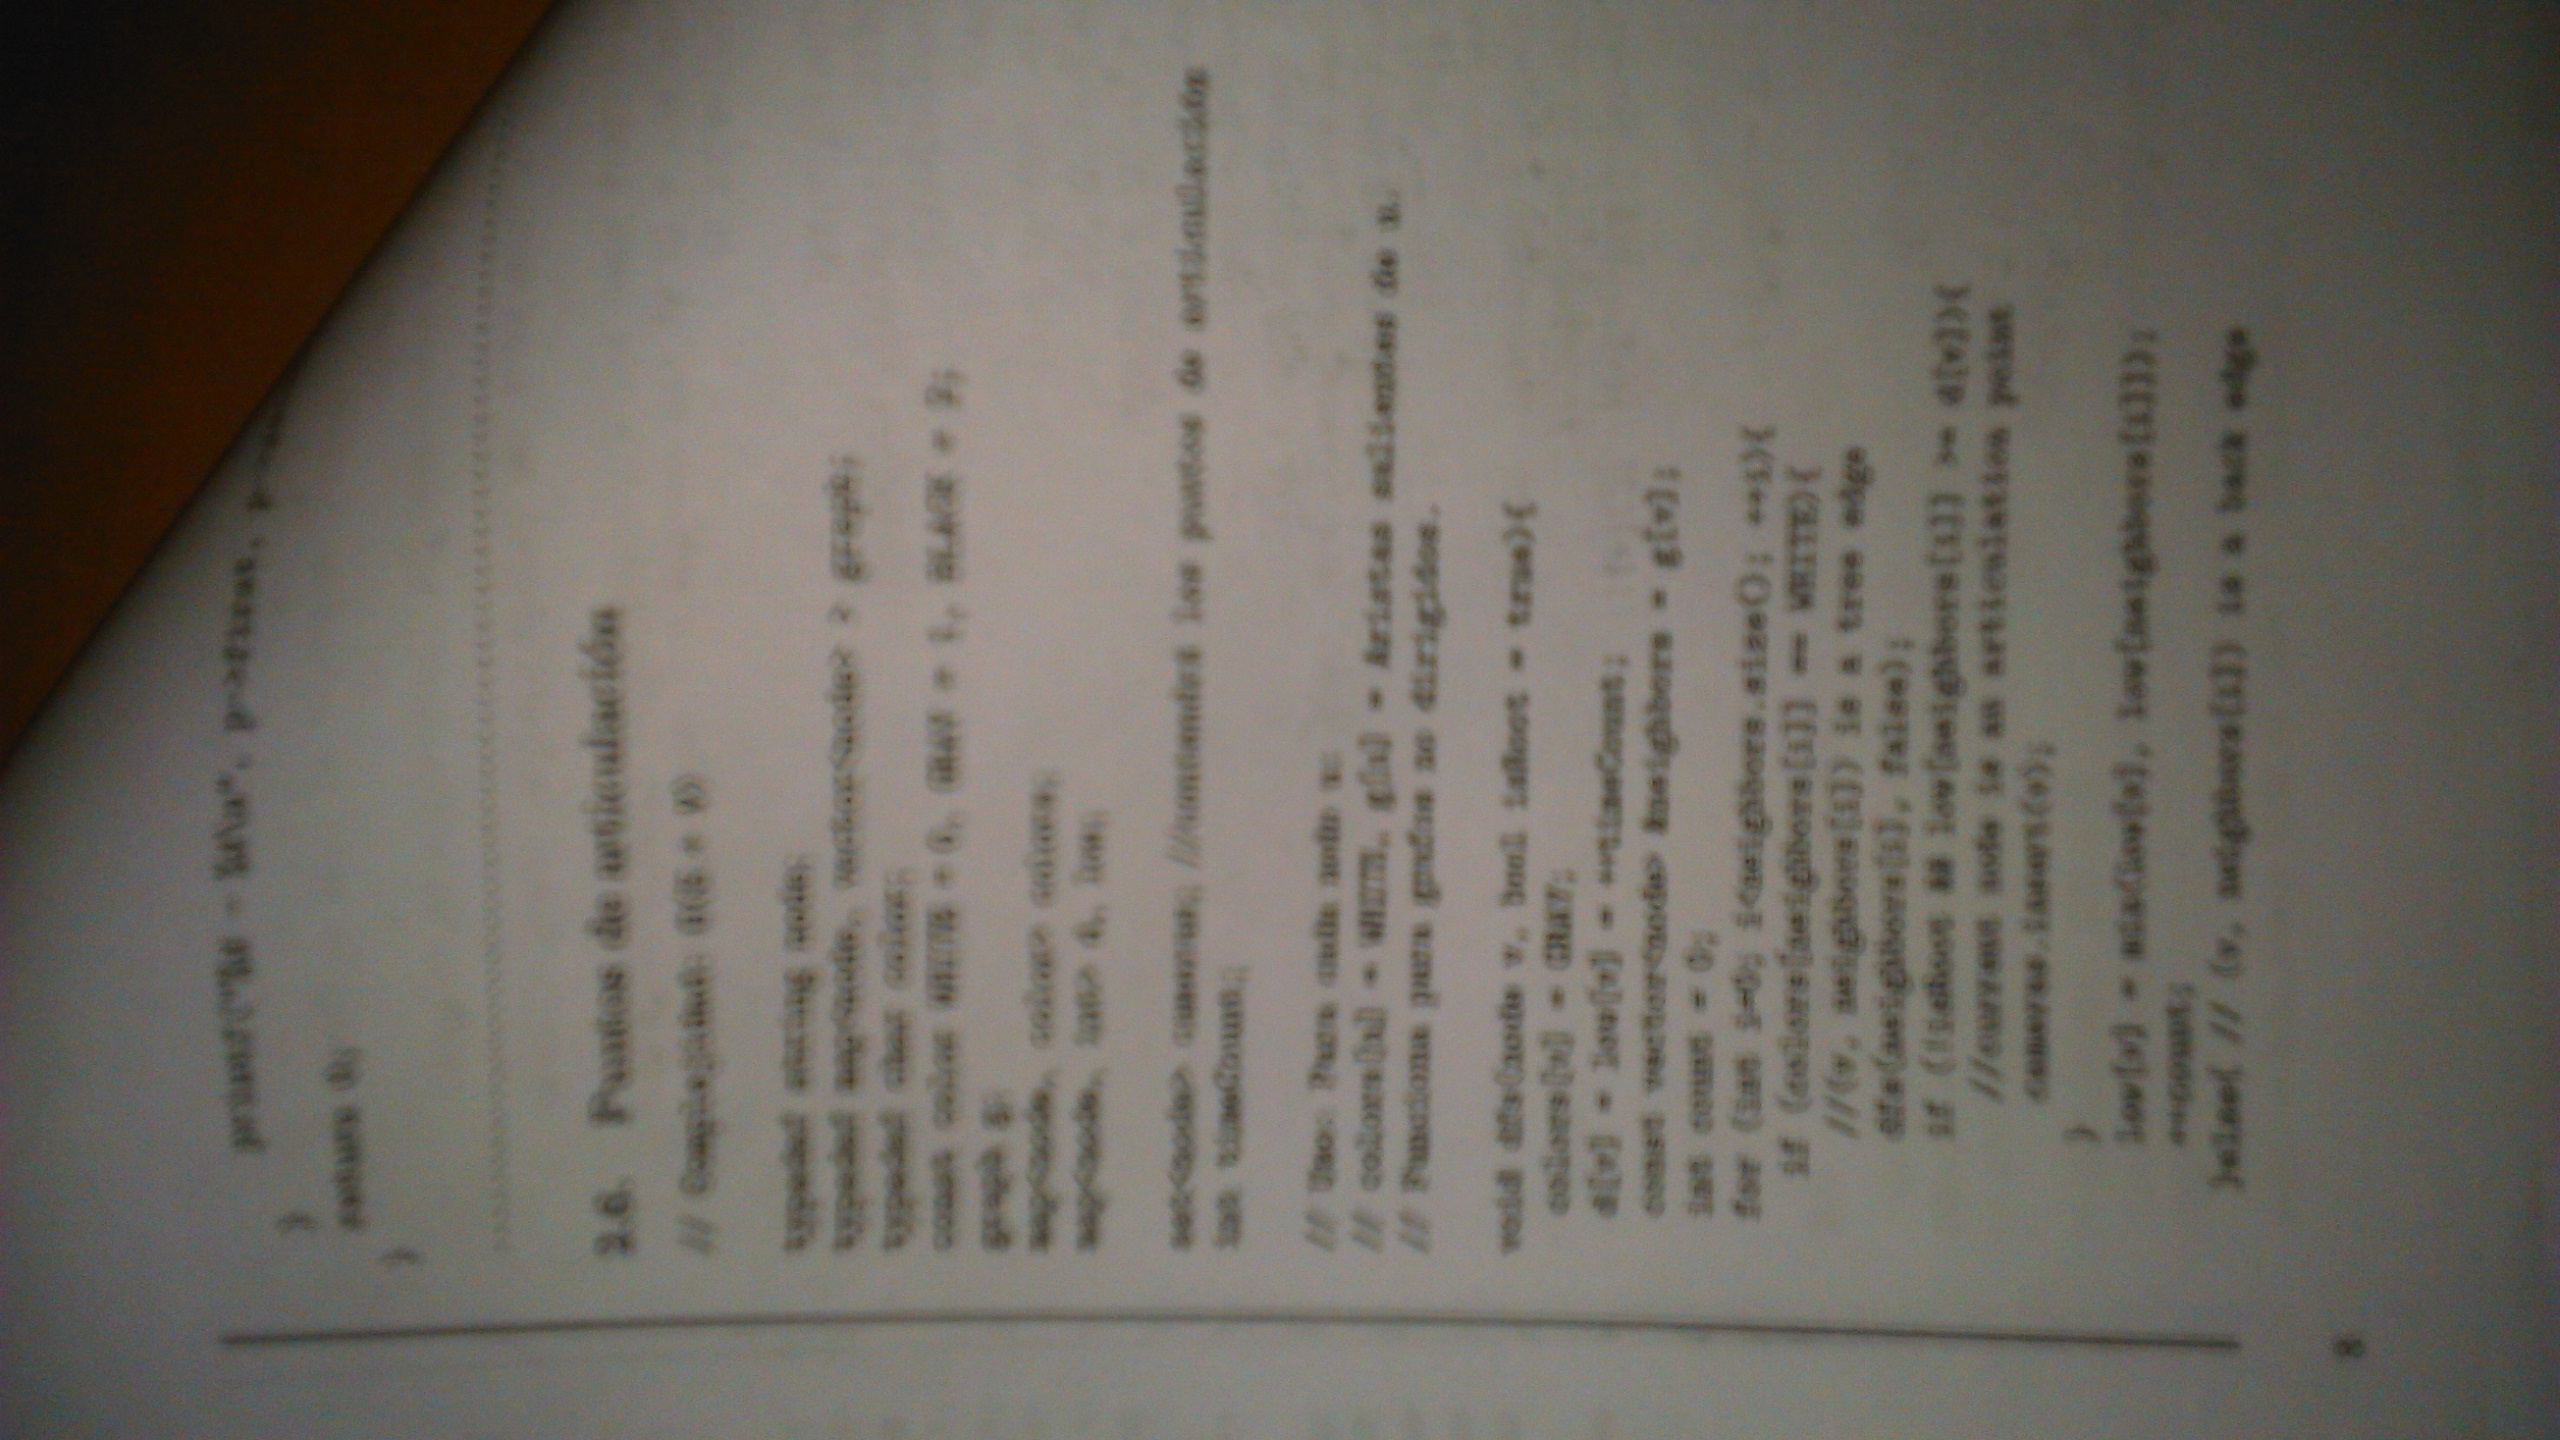 printf("%d - %d\n", p->first,
}
return 0;
}
2.6. Puntos de articulación
// Complejidad: O(E + V)
typedef string node;
typedef map<node, vector<node> > graph;
typedef char color;
const color WHITE = 0, GRAY = 1, BLACK = 2;
graph g;
map<node, color> colors;
map<node, int> d, low;
set<node> cameras; //contendrá los puntos de articulación
int timeCount;
// Uso: Para cada nodo u:
// colors[u] = WHITE, g[u] = Aristas salientes de u.
// Funciona para grafos no dirigidos.
void dfs(node v, bool isRoot = true){
colors[v] = GRAY;
d[v] = low[v] = ++timeCount;
const vector<node> &neighbors = g[v];
int count = 0;
for (int i=0; i<neighbors.size(); ++i){
if (colors[neighbors[i]] == WHITE){
//(v, neighbors[i]) is a tree edge
dfs(neighbors[i], false);
if (!isRoot && low[neighbors[i]] >= d[v]){
//current node is an articulation point
cameras.insert(v);
}
low[v] = min(low[v], low[neighbors[i]]);
++count;
}else{ // (v, neighbors[i]) is a back edge
8